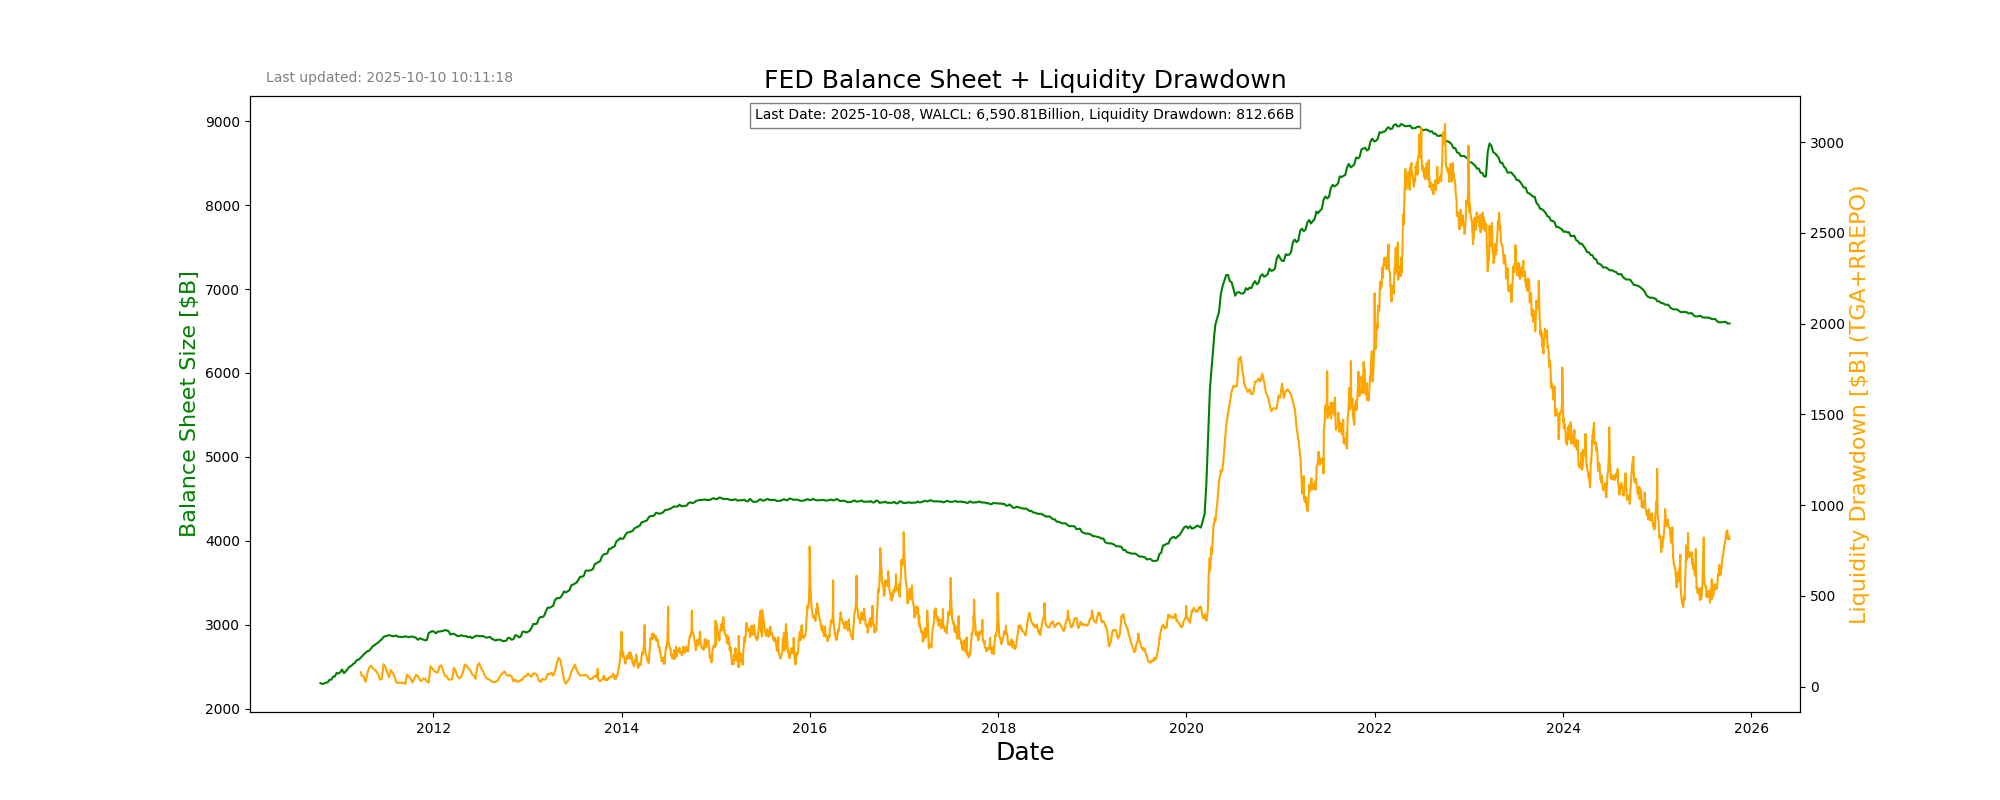 Last updated: 2025-10-10 10:11:18
FED Balance Sheet + Liquidity Drawdown
Last Date: 2025-10-08, WALCL: 6,590.81Billion, Liquidity Drawdown: 812.66B
Balance Sheet Size [$B]
9000
8000
7000
6000
5000
4000
3000
2000
3000
2500
2000
1500
1000
500
0
Liquidity Drawdown [$B] (TGA+RREPO)
2012 2014 2016 2018 2020 2022 2024 2026
Date